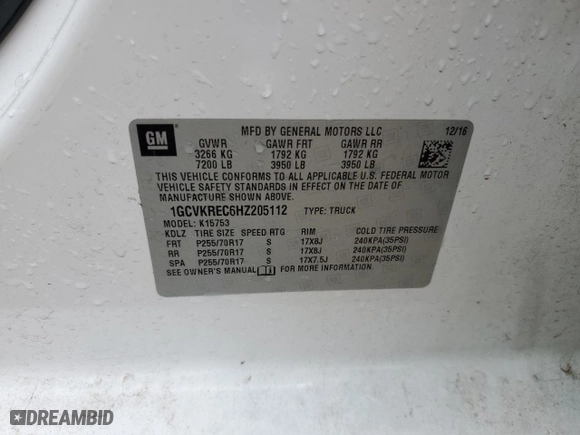 GM
MFD BY GENERAL MOTORS LLC 12/16
GVWR GAWR FRT GAWR RR
3266 KG 1792 KG 1792 KG
7200 LB 3950 LB 3950 LB
THIS VEHICLE CONFORMS TO ALL APPLICABLE U.S. FEDERAL MOTOR
VEHICLE SAFETY STANDARDS IN EFFECT ON THE DATE OF
MANUFACTURE SHOWN ABOVE.
1GCVKREC6HZ205112 TYPE: TRUCK
MODEL: K15753
KDLZ TIRE SIZE SPEED RTG RIM COLD TIRE PRESSURE
FRT P255/70R17 S 17X8J 240KPA(35PSI)
RR P255/70R17 S 17X8J 240KPA(35PSI)
SPA P255/70R17 S 17X7.5J 240KPA(35PSI)
SEE OWNER'S MANUAL FOR MORE INFORMATION.
DREAMBID